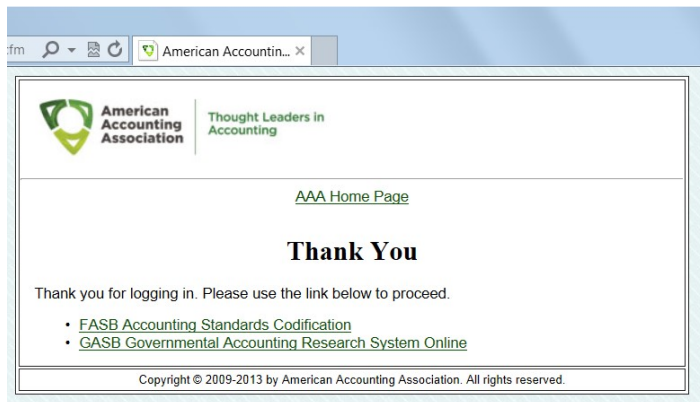 :fm
American Accountin...
American
Accounting
Association
Thought Leaders in
Accounting
AAA Home Page
Thank You
Thank you for logging in. Please use the link below to proceed.
• FASB Accounting Standards Codification
• GASB Governmental Accounting Research System Online
Copyright © 2009-2013 by American Accounting Association. All rights reserved.